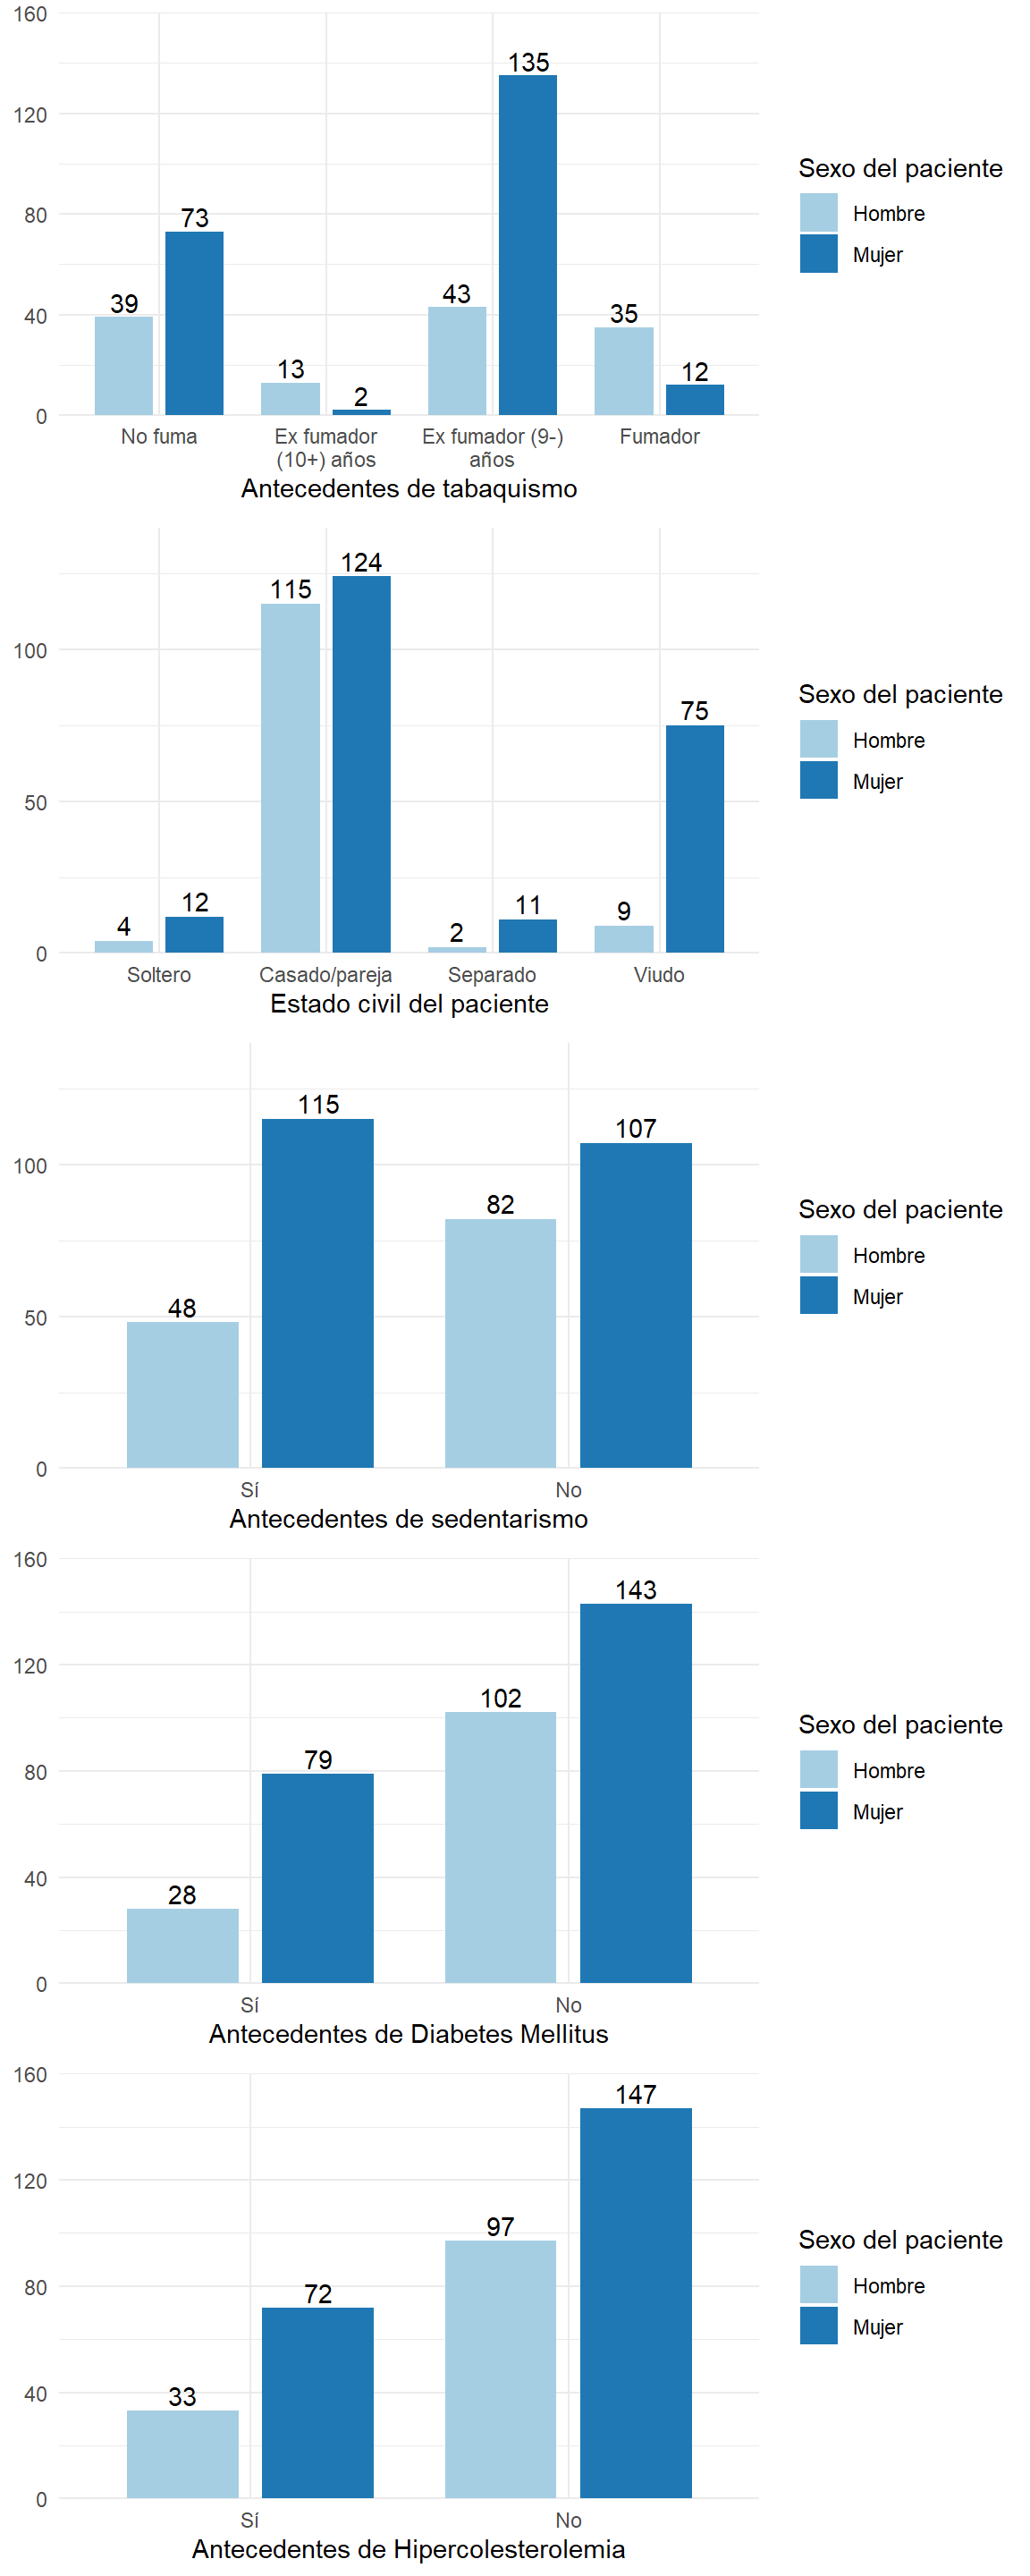 160
120
80
40
0
39
73
13
2
43
135
35
12
No fuma
Ex fumador
(10+) años
Ex fumador (9-)
años
Fumador
Antecedentes de tabaquismo
Sexo del paciente
Hombre
Mujer
100
50
0
4
12
115
124
2
11
9
75
Soltero
Casado/pareja
Separado
Viudo
Estado civil del paciente
Sexo del paciente
Hombre
Mujer
100
50
0
48
115
82
107
Sí
No
Antecedentes de sedentarismo
Sexo del paciente
Hombre
Mujer
160
120
80
40
0
28
79
102
143
Sí
No
Antecedentes de Diabetes Mellitus
Sexo del paciente
Hombre
Mujer
160
120
80
40
0
33
72
97
147
Sí
No
Antecedentes de Hipercolesterolemia
Sexo del paciente
Hombre
Mujer